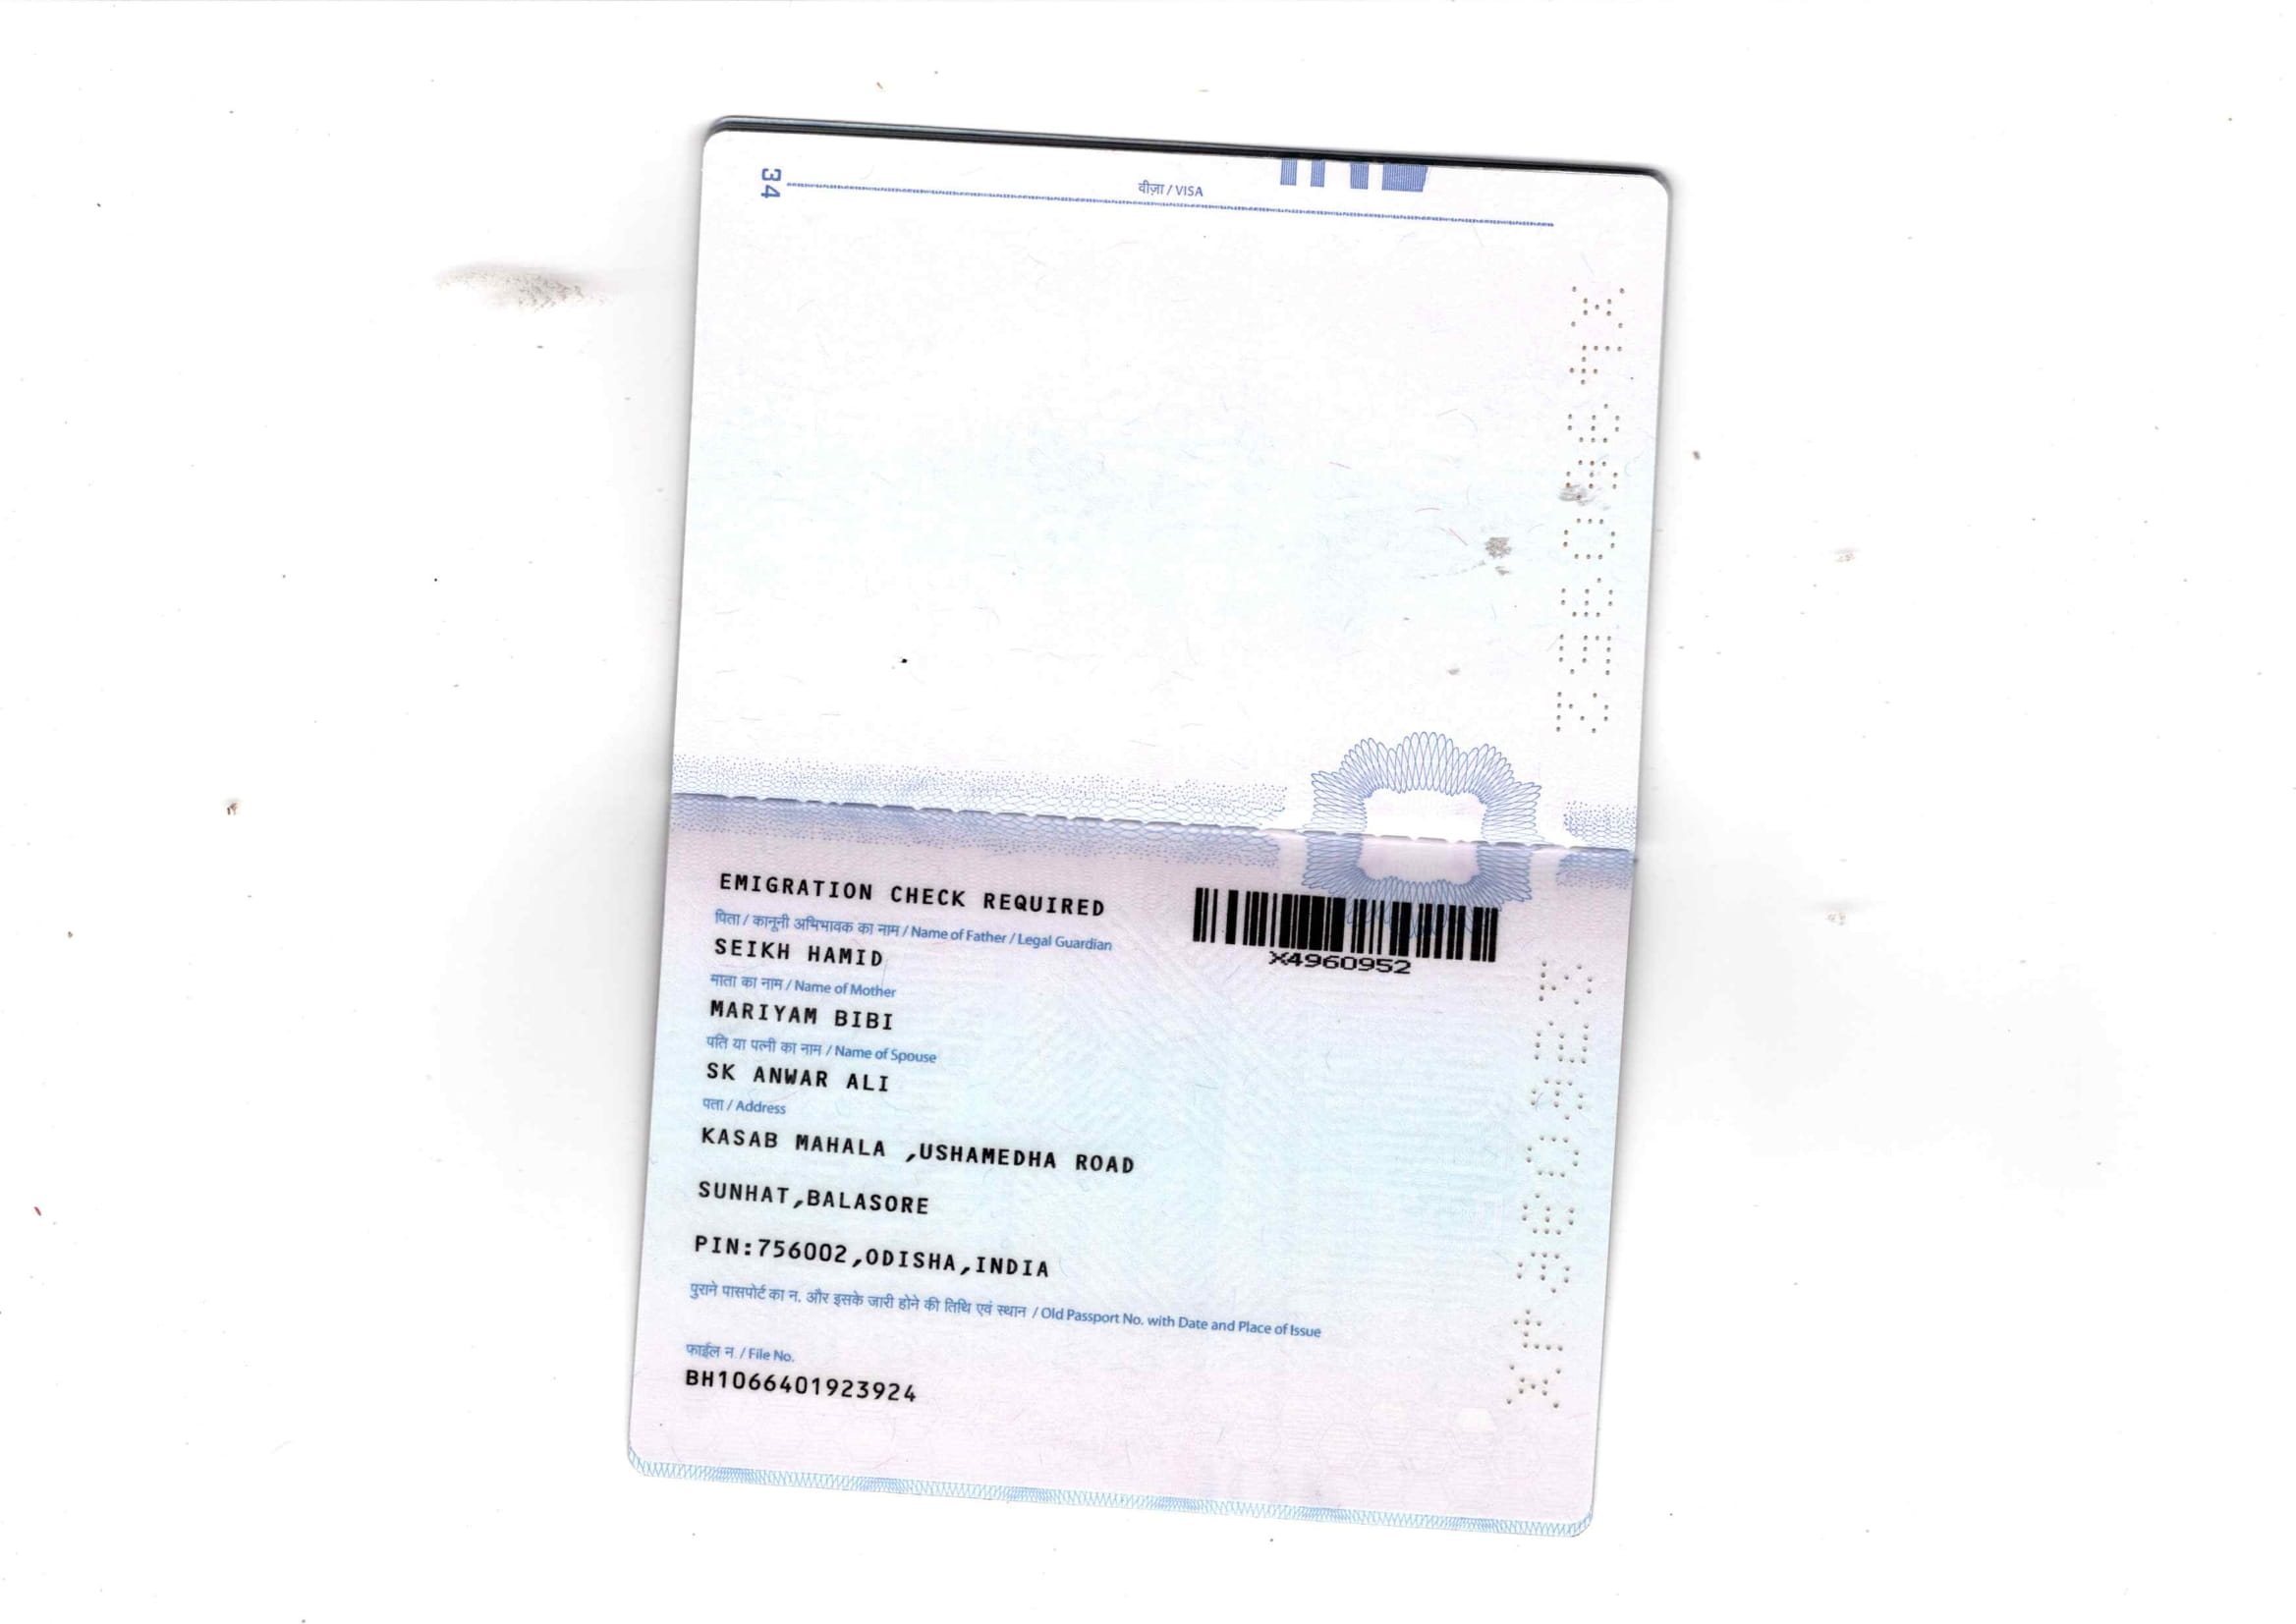 34
वीज़ा / VISA
X4960952
EMIGRATION CHECK REQUIRED
पिता / कानूनी अभिभावक का नाम / Name of Father / Legal Guardian
SEIKH HAMID
X4960952
माता का नाम / Name of Mother
MARIYAM BIBI
पति या पत्नी का नाम / Name of Spouse
SK ANWAR ALI
पता / Address
KASAB MAHALA ,USHAMEDHA ROAD
SUNHAT,BALASORE
PIN:756002,ODISHA,INDIA
पुराने पासपोर्ट का न. और इसके जारी होने की तिथि एवं स्थान / Old Passport No. with Date and Place of Issue
फाईल न. / File No.
BH1066401923924
X4960952